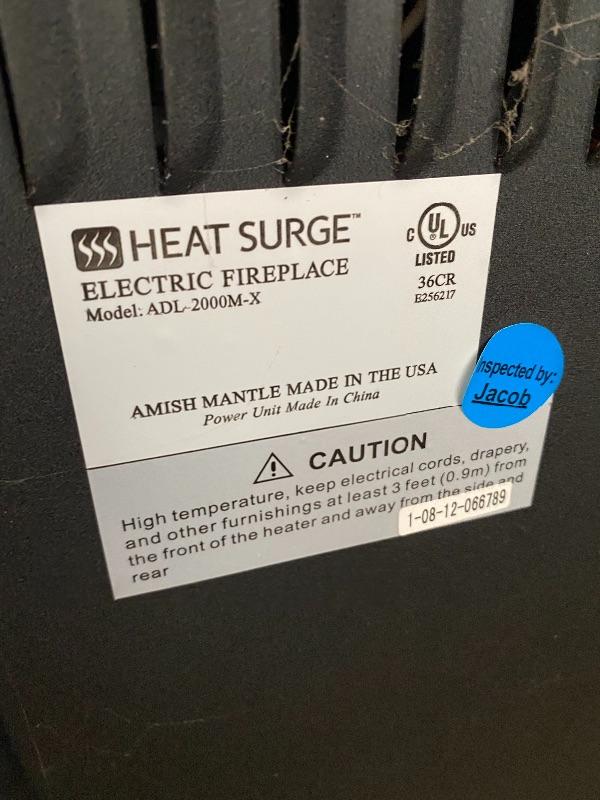 HEAT SURGE™
ELECTRIC FIREPLACE
Model: ADL-2000M-X
C UL US
LISTED
36CR
E256217
AMISH MANTLE MADE IN THE USA
Power Unit Made In China
Inspected by:
Jacob
CAUTION
High temperature, keep electrical cords, drapery,
and other furnishings at least 3 feet (0.9m) from
the front of the heater and away from the side and
rear
1-08-12-066789